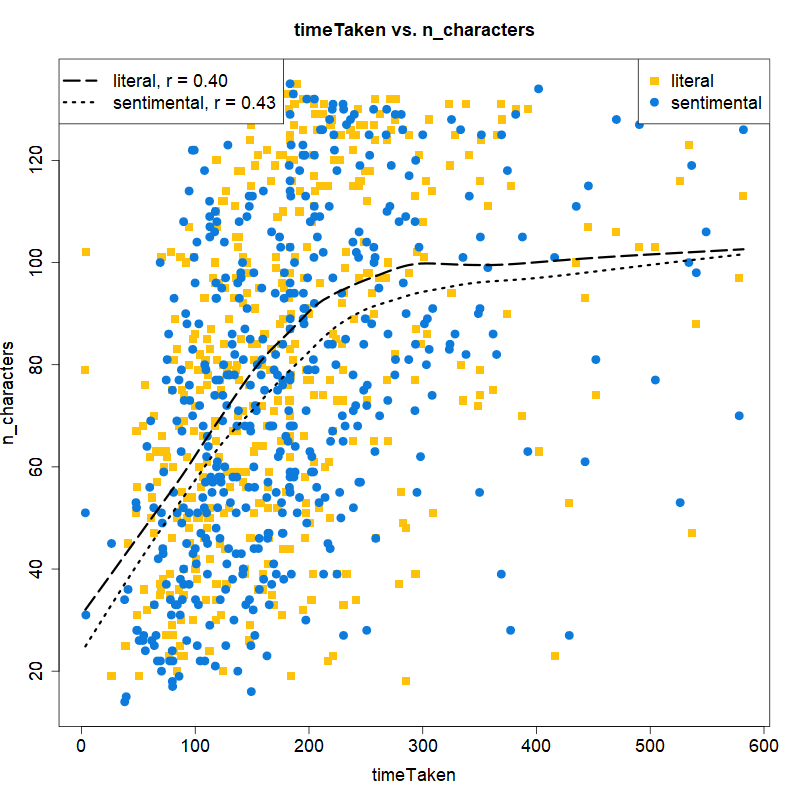 timeTaken vs. n_characters
literal, r = 0.40
sentimental, r = 0.43
literal
sentimental
n_characters
120
100
80
60
40
20
0 100 200 300 400 500 600
timeTaken